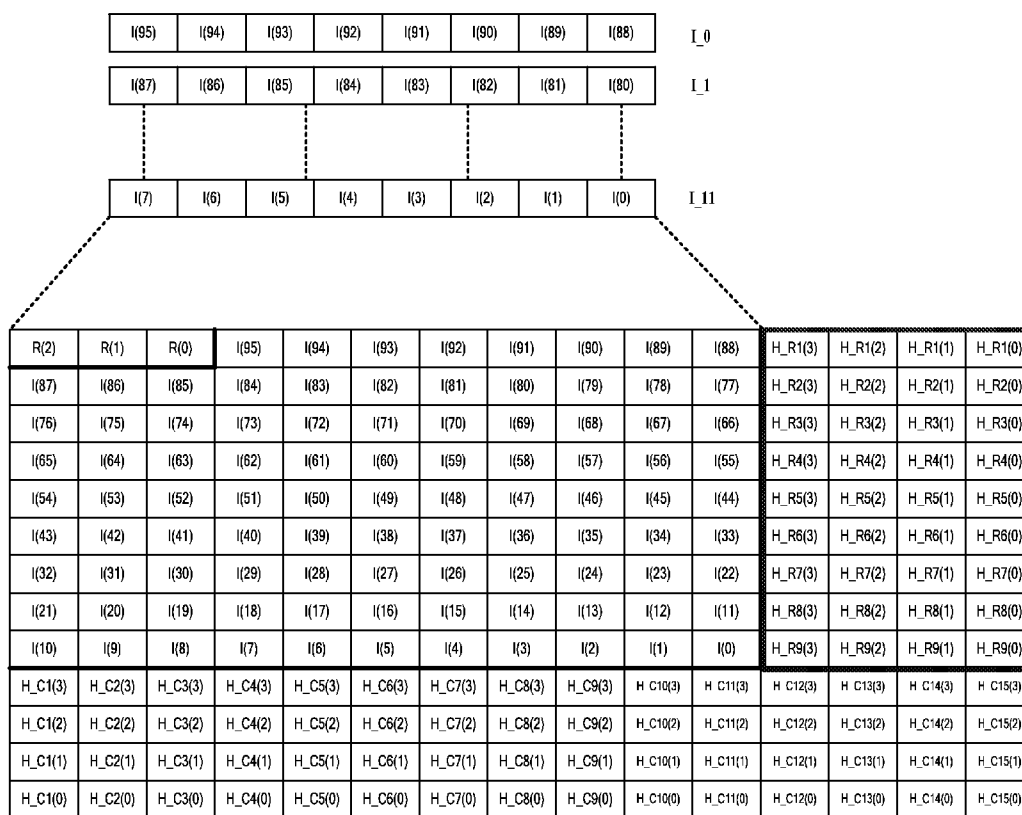 I(95) I(94) I(93) I(92) I(91) I(90) I(89) I(88) I_0
I(87) I(86) I(85) I(84) I(83) I(82) I(81) I(80) I_1
I(7) I(6) I(5) I(4) I(3) I(2) I(1) I(0) I_11
R(2) R(1) R(0) I(95) I(94) I(93) I(92) I(91) I(90) I(89) I(88) H_R1(3) H_R1(2) H_R1(1) H_R1(0)
I(87) I(86) I(85) I(84) I(83) I(82) I(81) I(80) I(79) I(78) I(77) H_R2(3) H_R2(2) H_R2(1) H_R2(0)
I(76) I(75) I(74) I(73) I(72) I(71) I(70) I(69) I(68) I(67) I(66) H_R3(3) H_R3(2) H_R3(1) H_R3(0)
I(65) I(64) I(63) I(62) I(61) I(60) I(59) I(58) I(57) I(56) I(55) H_R4(3) H_R4(2) H_R4(1) H_R4(0)
I(54) I(53) I(52) I(51) I(50) I(49) I(48) I(47) I(46) I(45) I(44) H_R5(3) H_R5(2) H_R5(1) H_R5(0)
I(43) I(42) I(41) I(40) I(39) I(38) I(37) I(36) I(35) I(34) I(33) H_R6(3) H_R6(2) H_R6(1) H_R6(0)
I(32) I(31) I(30) I(29) I(28) I(27) I(26) I(25) I(24) I(23) I(22) H_R7(3) H_R7(2) H_R7(1) H_R7(0)
I(21) I(20) I(19) I(18) I(17) I(16) I(15) I(14) I(13) I(12) I(11) H_R8(3) H_R8(2) H_R8(1) H_R8(0)
I(10) I(9) I(8) I(7) I(6) I(5) I(4) I(3) I(2) I(1) I(0) H_R9(3) H_R9(2) H_R9(1) H_R9(0)
H_C1(3) H_C2(3) H_C3(3) H_C4(3) H_C5(3) H_C6(3) H_C7(3) H_C8(3) H_C9(3) H_C10(3) H_C11(3) H_C12(3) H_C13(3) H_C14(3) H_C15(3)
H_C1(2) H_C2(2) H_C3(2) H_C4(2) H_C5(2) H_C6(2) H_C7(2) H_C8(2) H_C9(2) H_C10(2) H_C11(2) H_C12(2) H_C13(2) H_C14(2) H_C15(2)
H_C1(1) H_C2(1) H_C3(1) H_C4(1) H_C5(1) H_C6(1) H_C7(1) H_C8(1) H_C9(1) H_C10(1) H_C11(1) H_C12(1) H_C13(1) H_C14(1) H_C15(1)
H_C1(0) H_C2(0) H_C3(0) H_C4(0) H_C5(0) H_C6(0) H_C7(0) H_C8(0) H_C9(0) H_C10(0) H_C11(0) H_C12(0) H_C13(0) H_C14(0) H_C15(0)